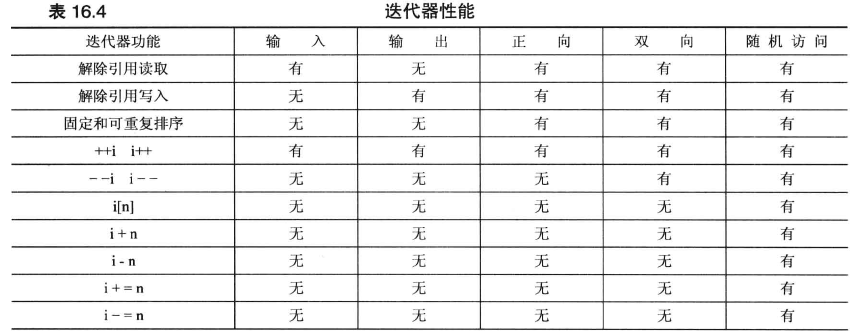 表 16.4 迭代器性能
迭代器功能 输 入 输 出 正 向 双 向 随 机 访 问
解除引用读取 有 无 有 有 有
解除引用写入 无 有 有 有 有
固定和可重复排序 无 无 有 有 有
++i i++ 有 有 有 有 有
- -i i - - 无 无 无 有 有
i[n] 无 无 无 无 有
i + n 无 无 无 无 有
i - n 无 无 无 无 有
i + = n 无 无 无 无 有
i - = n 无 无 无 无 有